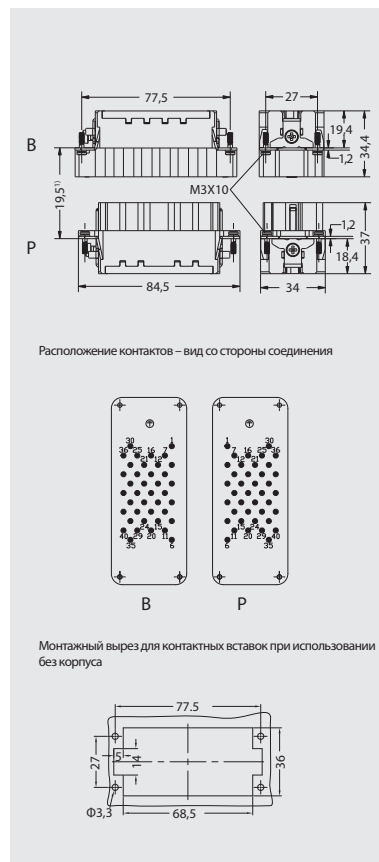 77,5
27
B
19,4
34,4
1,2
19,5¹⁾
M3X10
P
1,2
18,4
37
84,5
34
Расположение контактов – вид со стороны соединения
30 1
36 25 16 7
21 12
24 15
40 29 20 11
35 6
B
1 30
7 16 25 36
12 21
15 24
11 20 29 40
6 35
P
Монтажный вырез для контактных вставок при использовании
без корпуса
77.5
27
5
14
36
Ф3,3
68,5